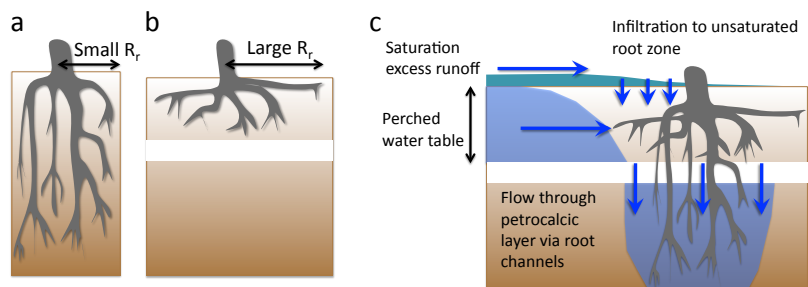 a
Small Rr
b
Large Rr
c
Saturation
excess runoff
Infiltration to unsaturated
root zone
Perched
water table
Flow through
petrocalcic
layer via root
channels